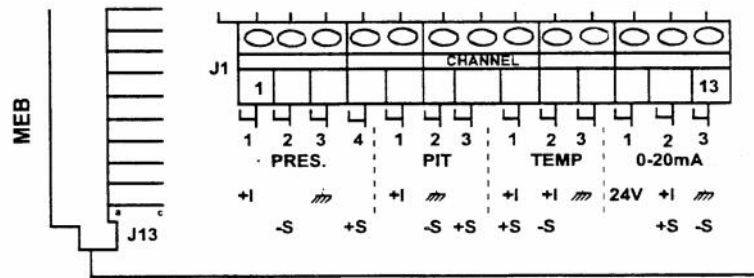 CHANNEL
J1
1 13
MEB
1 2 3 4 1 2 3 1 2 3 1 2 3
PRES. PIT TEMP 0-20mA
+I +I +I +I 24V +I
a c
J13
-S +S -S +S +S -S +S -S